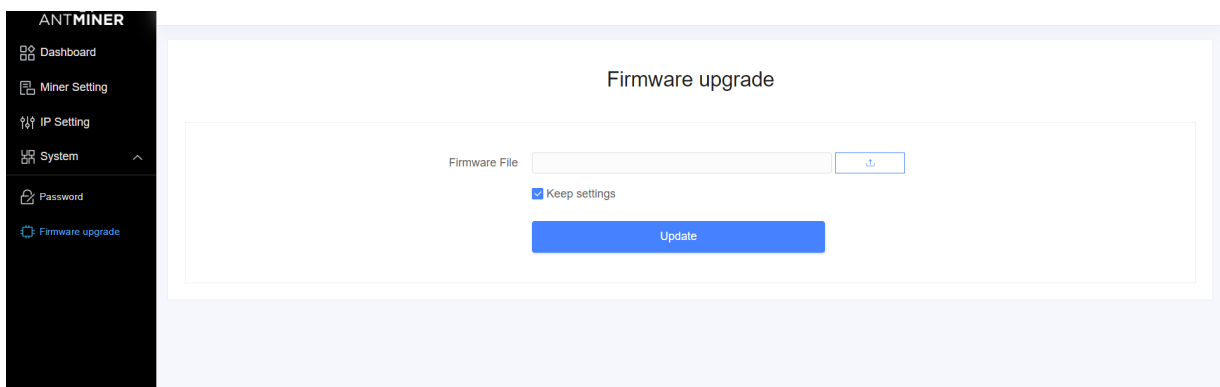 ANTMINER
Dashboard
Miner Setting
IP Setting
System
Password
Firmware upgrade
Firmware upgrade
Firmware File
Keep settings
Update